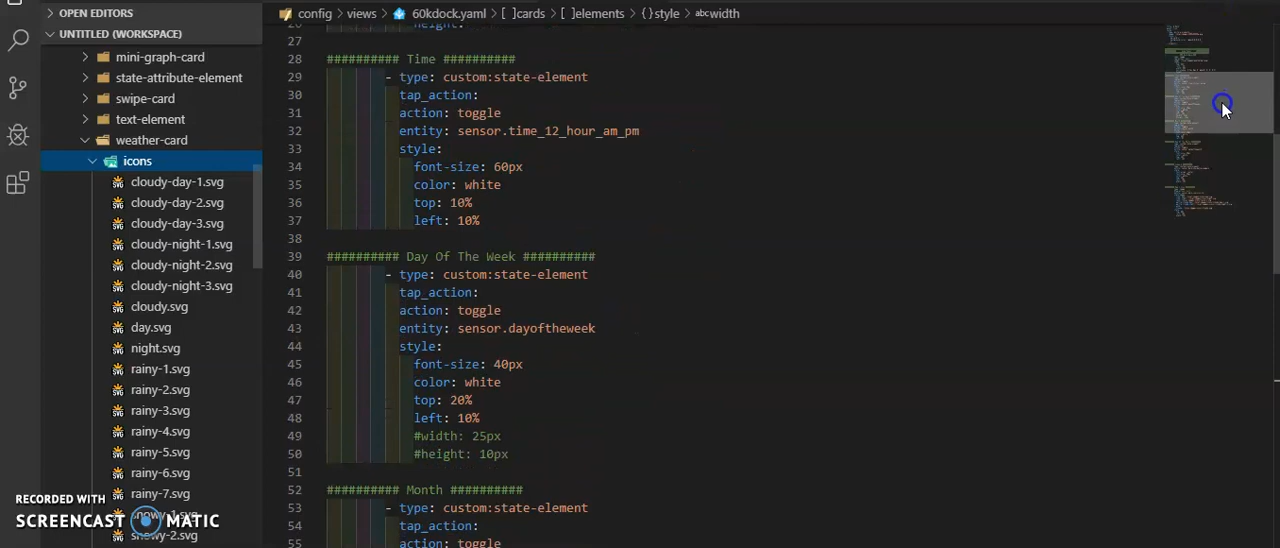 OPEN EDITORS
UNTITLED (WORKSPACE)
mini-graph-card
state-attribute-element
swipe-card
text-element
weather-card
icons
cloudy-day-1.svg
cloudy-day-2.svg
cloudy-day-3.svg
cloudy-night-1.svg
cloudy-night-2.svg
cloudy-night-3.svg
cloudy.svg
day.svg
night.svg
rainy-1.svg
rainy-2.svg
rainy-3.svg
rainy-4.svg
rainy-5.svg
rainy-6.svg
rainy-7.svg
snowy-1.svg
snowy-2.svg
RECORDED WITH
SCREENCAST MATIC
config > views > 60kdock.yaml > [ ]cards > [ ]elements > {}style > abcwidth
26 height:
27
28 ########## Time ##########
29 - type: custom:state-element
30 tap_action:
31 action: toggle
32 entity: sensor.time_12_hour_am_pm
33 style:
34 font-size: 60px
35 color: white
36 top: 10%
37 left: 10%
38
39 ########## Day Of The Week ##########
40 - type: custom:state-element
41 tap_action:
42 action: toggle
43 entity: sensor.dayoftheweek
44 style:
45 font-size: 40px
46 color: white
47 top: 20%
48 left: 10%
49 #width: 25px
50 #height: 10px
51
52 ########## Month ##########
53 - type: custom:state-element
54 tap_action:
55 action: toggle